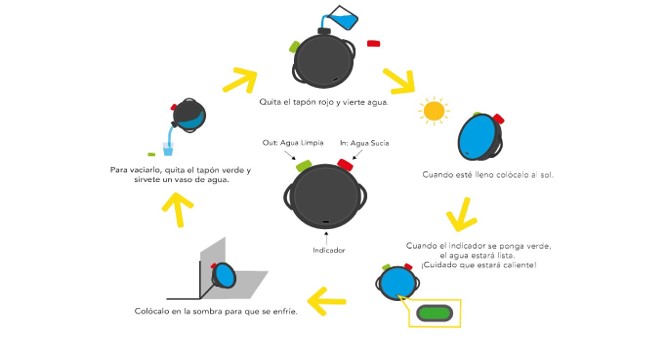 Quita el tapón rojo y vierte agua.
Out: Agua Limpia
In: Agua Sucia
Para vaciarlo, quita el tapón verde y
sirvete un vaso de agua.
Cuando esté lleno colócalo al sol.
Cuando el indicador se ponga verde,
el agua estará lista.
¡Cuidado que estará caliente!
Indicador
Colócalo en la sombra para que se enfríe.